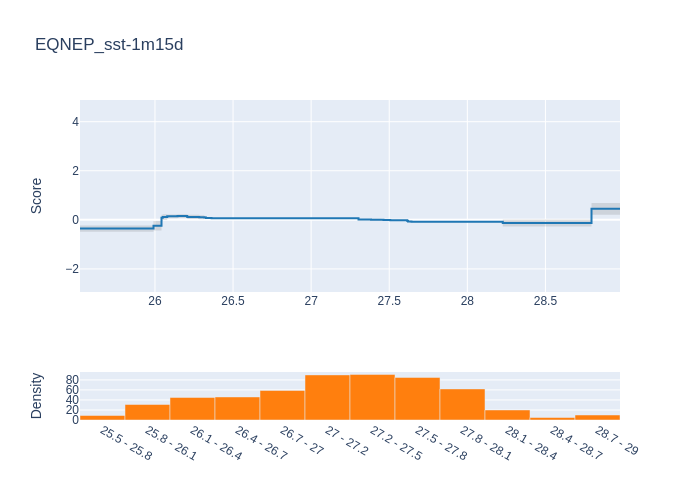 EQNEP_sst-1m15d
Score
4
2
0
−2
26
26.5
27
27.5
28
28.5
Density
80
60
40
20
0
25.5 - 25.8
25.8 - 26.1
26.1 - 26.4
26.4 - 26.7
26.7 - 27
27 - 27.2
27.2 - 27.5
27.5 - 27.8
27.8 - 28.1
28.1 - 28.4
28.4 - 28.7
28.7 - 29